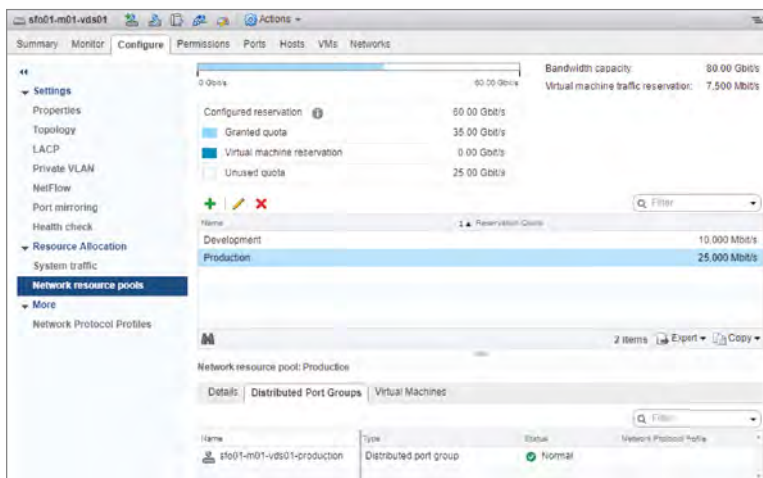 sfo01-m01-vds01 Actions
Summary Monitor Configure Permissions Ports Hosts VMs Networks
Settings
Properties
Topology
LACP
Private VLAN
NetFlow
Port mirroring
Health check
Resource Allocation
System traffic
Network resource pools
More
Network Protocol Profiles
0 Gbit/s 60.00 Gbit/s
Bandwidth capacity: 80.00 Gbit/s
Virtual machine traffic reservation: 7,500 Mbit/s
Configured reservation 60.00 Gbit/s
Granted quota 35.00 Gbit/s
Virtual machine reservation 0.00 Gbit/s
Unused quota 25.00 Gbit/s
Filter
Name 1 ▲ Reservation Quota
Development 10,000 Mbit/s
Production 25,000 Mbit/s
2 items Export Copy
Network resource pool: Production
Details Distributed Port Groups Virtual Machines
Filter
Name Type Status Network Protocol Profile
sfo01-m01-vds01-production Distributed port group Normal